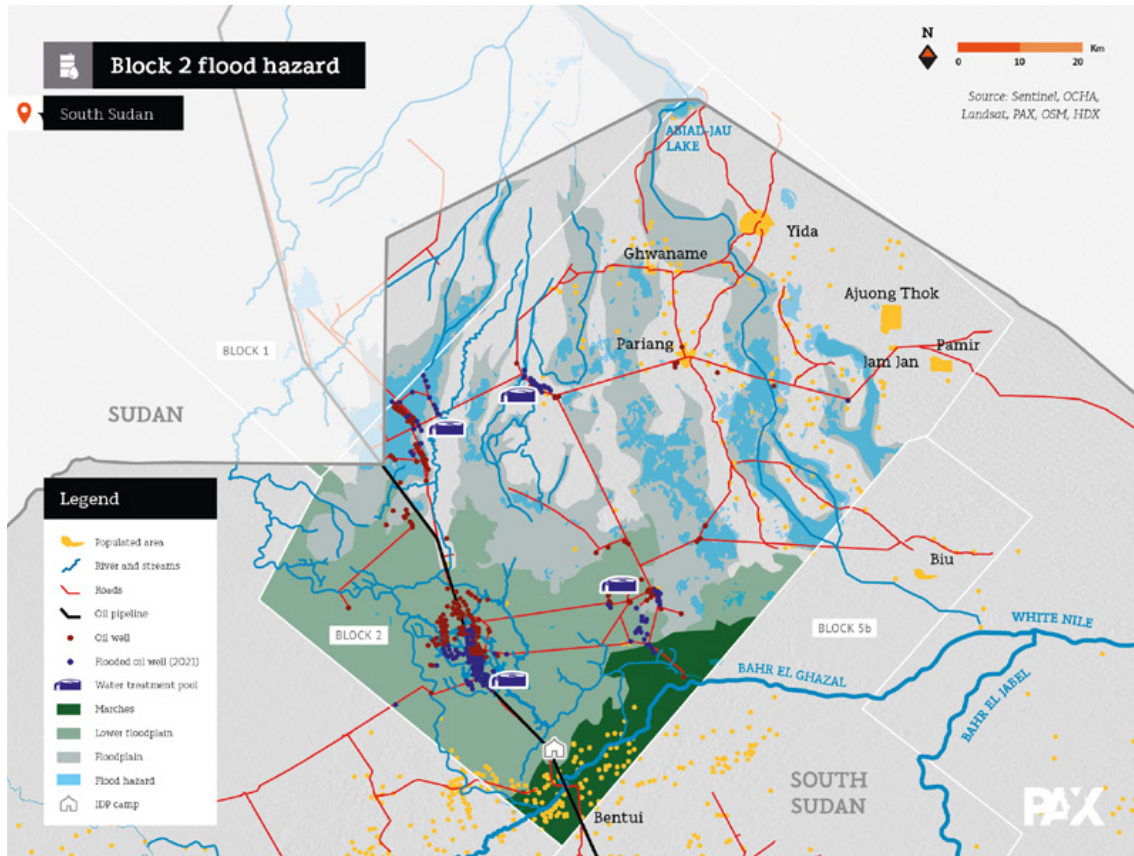 Block 2 flood hazard
South Sudan
N
Km
0
10
20
Source: Sentinel, OCHA,
Landsat, PAX, OSM, HDX
ABIAD-JAU
LAKE
Yida
Ghwaname
Ajuong Thok
Pariang
Pamir
Jam Jan
BLOCK 1
SUDAN
Legend
Populated area
River and streams
Roads
Oil pipeline
Oil well
Flooded oil well (2021)
Water treatment pool
Marches
Lower floodplain
Floodplain
Flood hazard
IDP camp
Biu
BLOCK 2
BLOCK 5b
WHITE NILE
BAHR EL GHAZAL
BAHR EL JABEL
SOUTH
SUDAN
Bentui
PAX